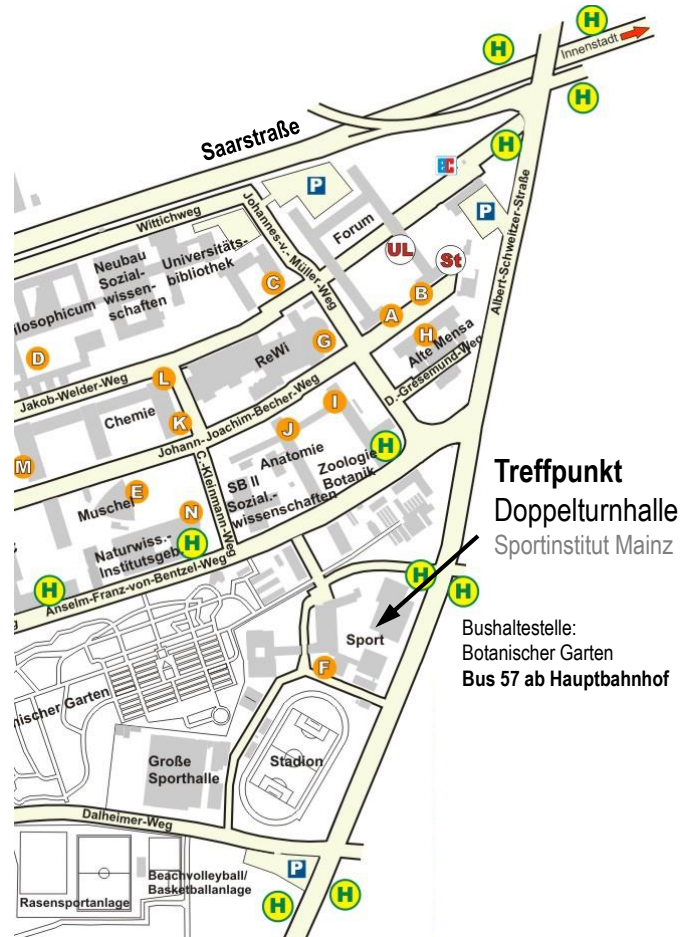 H
H
Innenstadt
H
Saarstraße
H
EC
P
P
Wittichweg
Johannes-v.-Müller-Weg
Forum
Albert-Schweitzer-Straße
Neubau
Sozial-
wissen-
schaften
Universitäts-
bibliothek
UL
St
C
B
A
ilosophicum
H
Alte Mensa
G
ReWi
D
D.-Gresemund-Weg
L
Jakob-Welder-Weg
Chemie
K
I
J
Johann-Joachim-Becher-Weg
Anatomie
H
Zoologie
Botanik
M
E
Muschel
N
C.-Kleinmann-Weg
SB II
Sozial.-
wissenschaften
Naturwiss.-
Institutsgeb.
H
Treffpunkt
Doppelturnhalle
Sportinstitut Mainz
H
Anselm-Franz-von-Bentzel-Weg
g
H
H
Sport
F
Bushaltestelle:
Botanischer Garten
Bus 57 ab Hauptbahnhof
nischer Garten
Große
Sporthalle
Stadion
Dalheimer-Weg
P
Beachvolleyball/
Basketballanlage
Rasensportanlage
H
H